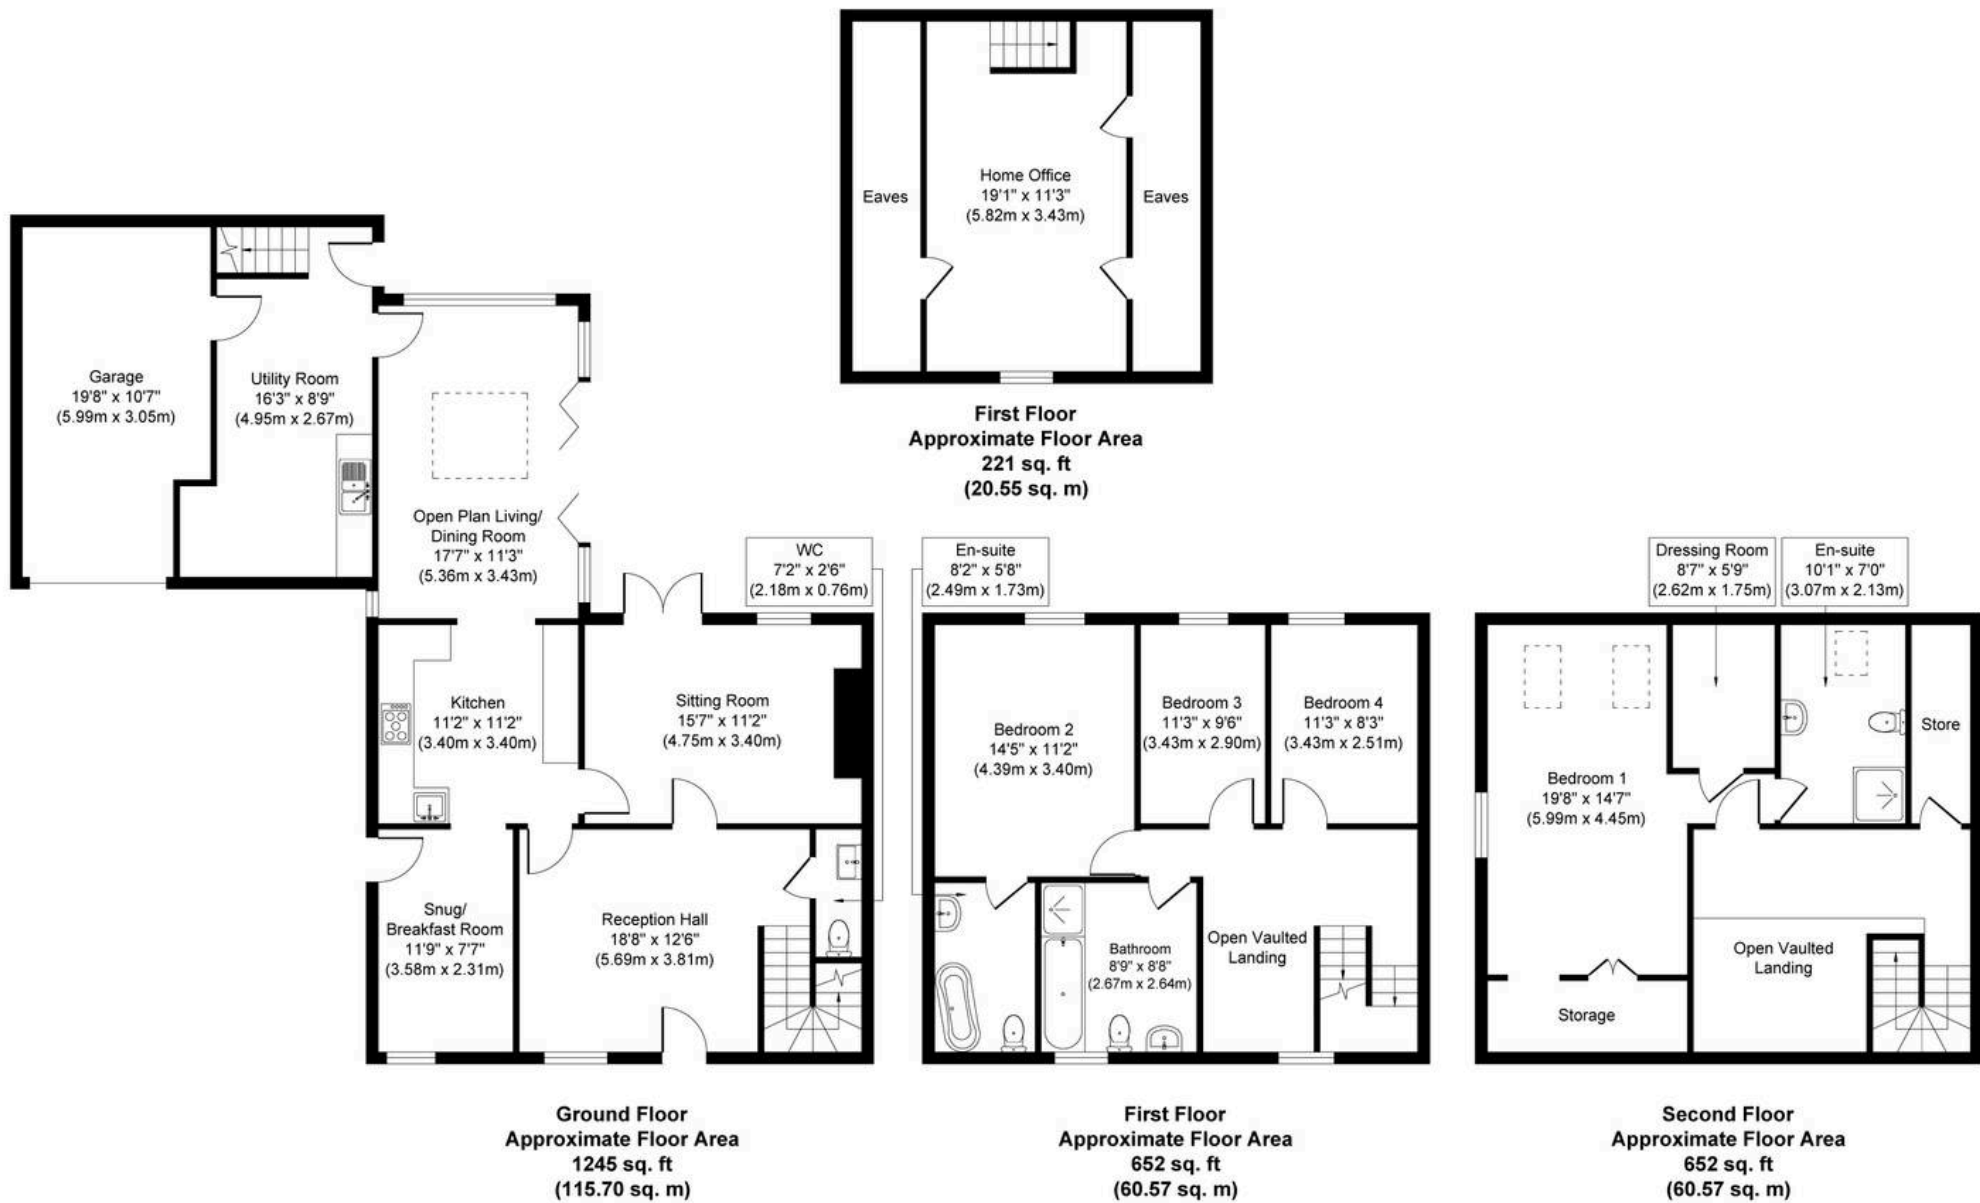 Eaves
Home Office
19'1" x 11'3"
(5.82m x 3.43m)
Eaves
First Floor
Approximate Floor Area
221 sq. ft
(20.55 sq. m)
Garage
19'8" x 10'7"
(5.99m x 3.05m)
Utility Room
16'3" x 8'9"
(4.95m x 2.67m)
Open Plan Living/
Dining Room
17'7" x 11'3"
(5.36m x 3.43m)
WC
7'2" x 2'6"
(2.18m x 0.76m)
Kitchen
11'2" x 11'2"
(3.40m x 3.40m)
Sitting Room
15'7" x 11'2"
(4.75m x 3.40m)
Snug/
Breakfast Room
11'9" x 7'7"
(3.58m x 2.31m)
Reception Hall
18'8" x 12'6"
(5.69m x 3.81m)
Ground Floor
Approximate Floor Area
1245 sq. ft
(115.70 sq. m)
En-suite
8'2" x 5'8"
(2.49m x 1.73m)
Bedroom 2
14'5" x 11'2"
(4.39m x 3.40m)
Bedroom 3
11'3" x 9'6"
(3.43m x 2.90m)
Bedroom 4
11'3" x 8'3"
(3.43m x 2.51m)
Bathroom
8'9" x 8'8"
(2.67m x 2.64m)
Open Vaulted
Landing
First Floor
Approximate Floor Area
652 sq. ft
(60.57 sq. m)
Dressing Room
8'7" x 5'9"
(2.62m x 1.75m)
En-suite
10'1" x 7'0"
(3.07m x 2.13m)
Store
Bedroom 1
19'8" x 14'7"
(5.99m x 4.45m)
Open Vaulted
Landing
Storage
Second Floor
Approximate Floor Area
652 sq. ft
(60.57 sq. m)